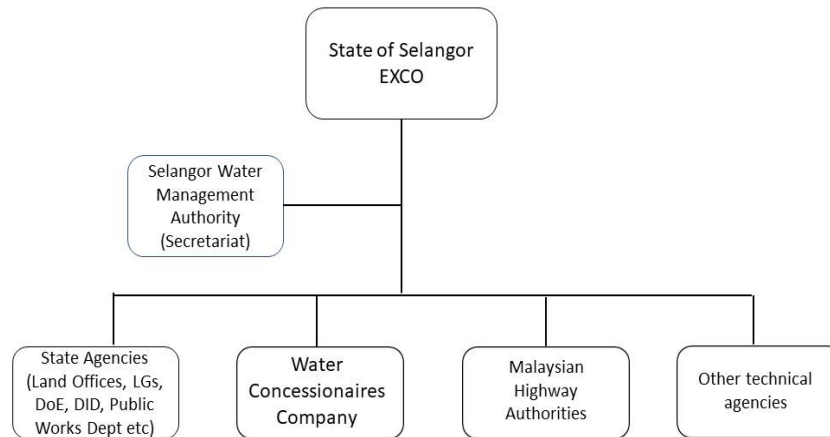 State of Selangor
EXCO
Selangor Water
Management
Authority
(Secretariat)
State Agencies
(Land Offices, LGs,
DoE, DID, Public
Works Dept etc)
Water
Concessionaires
Company
Malaysian
Highway
Authorities
Other technical
agencies